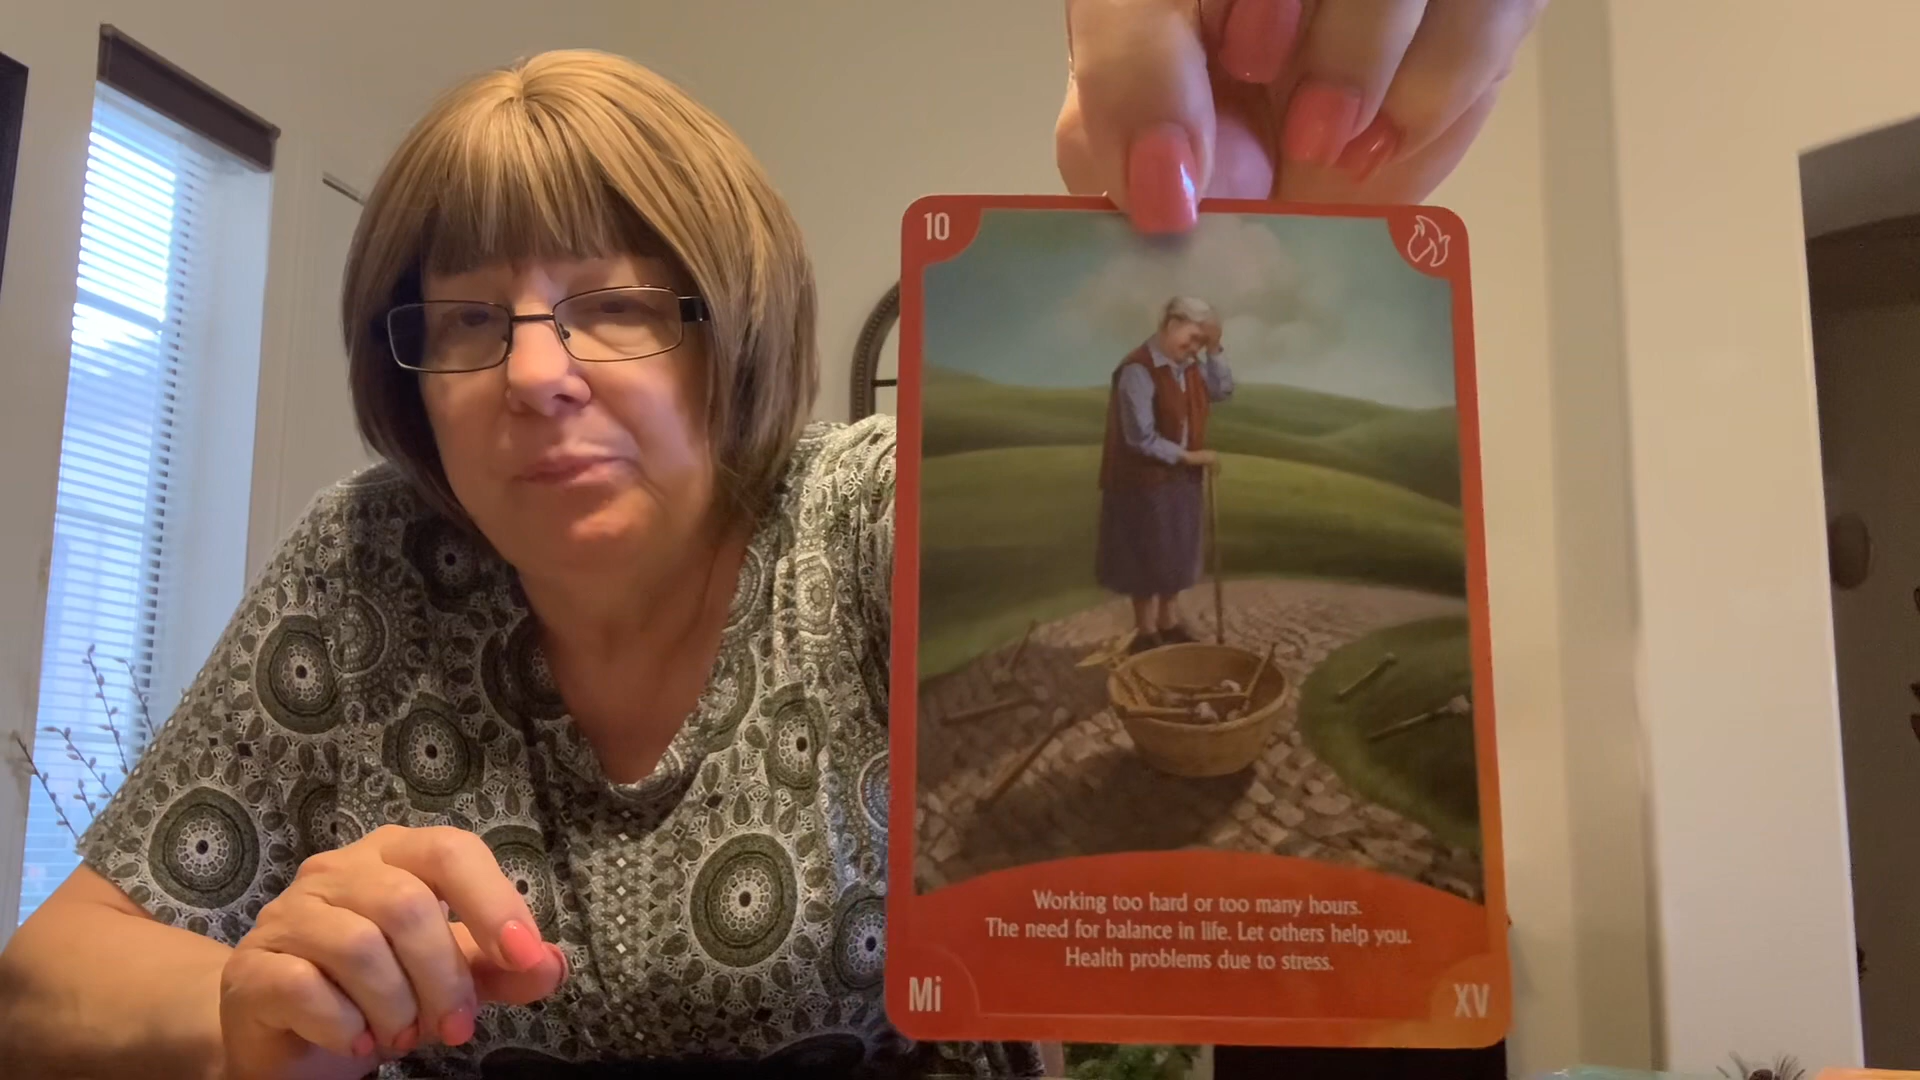 10
Working too hard or too many hours.
The need for balance in life. Let others help you.
Health problems due to stress.
Mi
XV